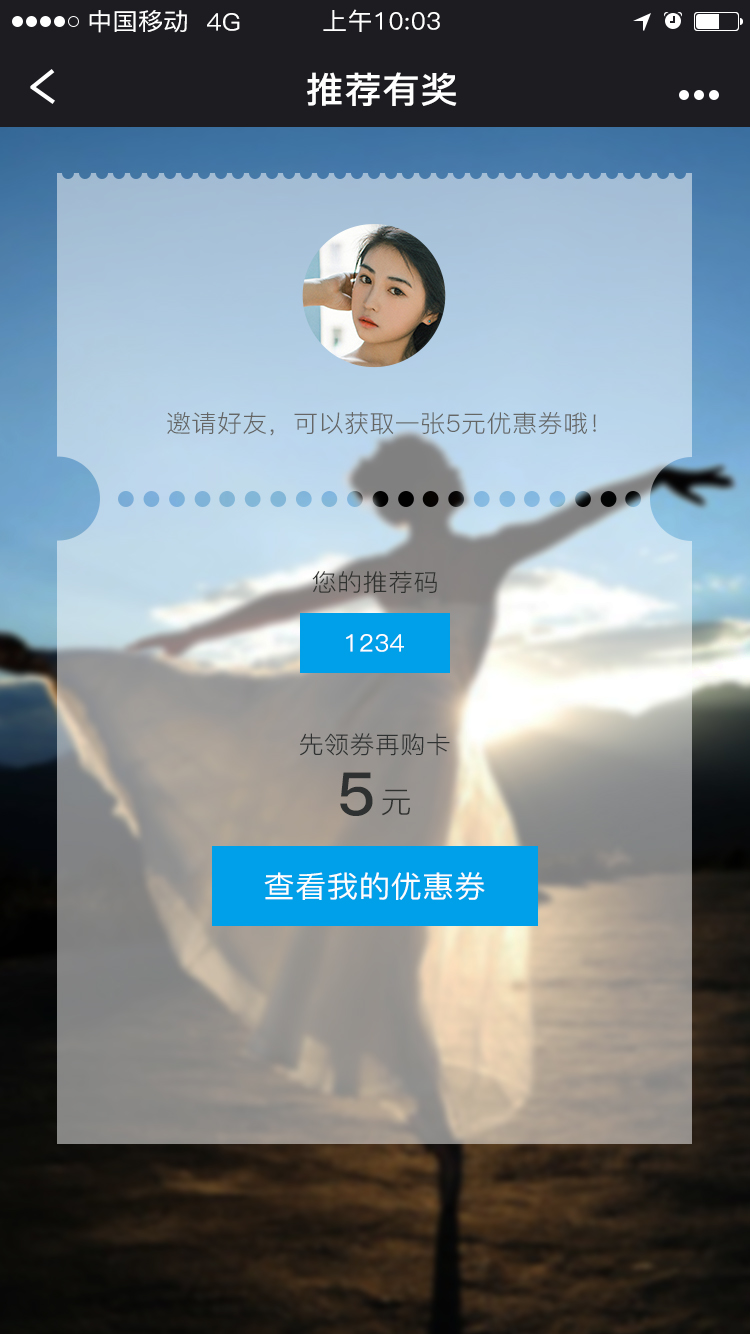 中国移动 4G 上午10:03
推荐有奖
邀请好友，可以获取一张5元优惠券哦！
您的推荐码
1234
先领券再购卡
5元
查看我的优惠券